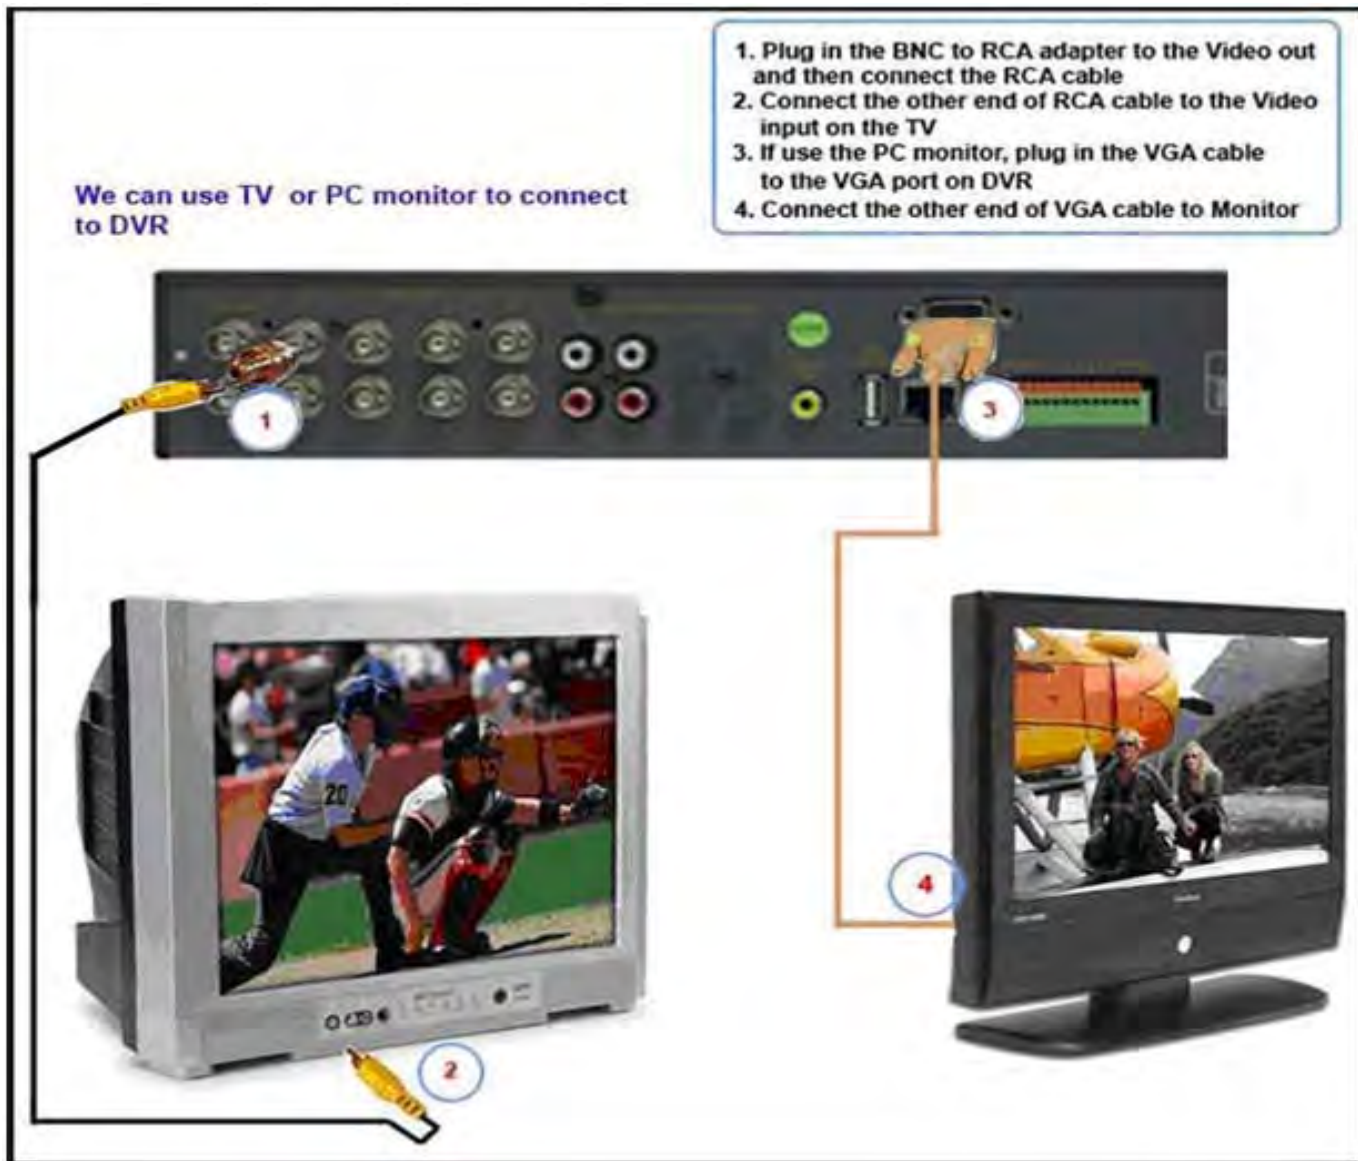 1. Plug in the BNC to RCA adapter to the Video out
and then connect the RCA cable
2. Connect the other end of RCA cable to the Video
input on the TV
3. If use the PC monitor, plug in the VGA cable
to the VGA port on DVR
4. Connect the other end of VGA cable to Monitor
We can use TV or PC monitor to connect
to DVR
1
3
20
4
2